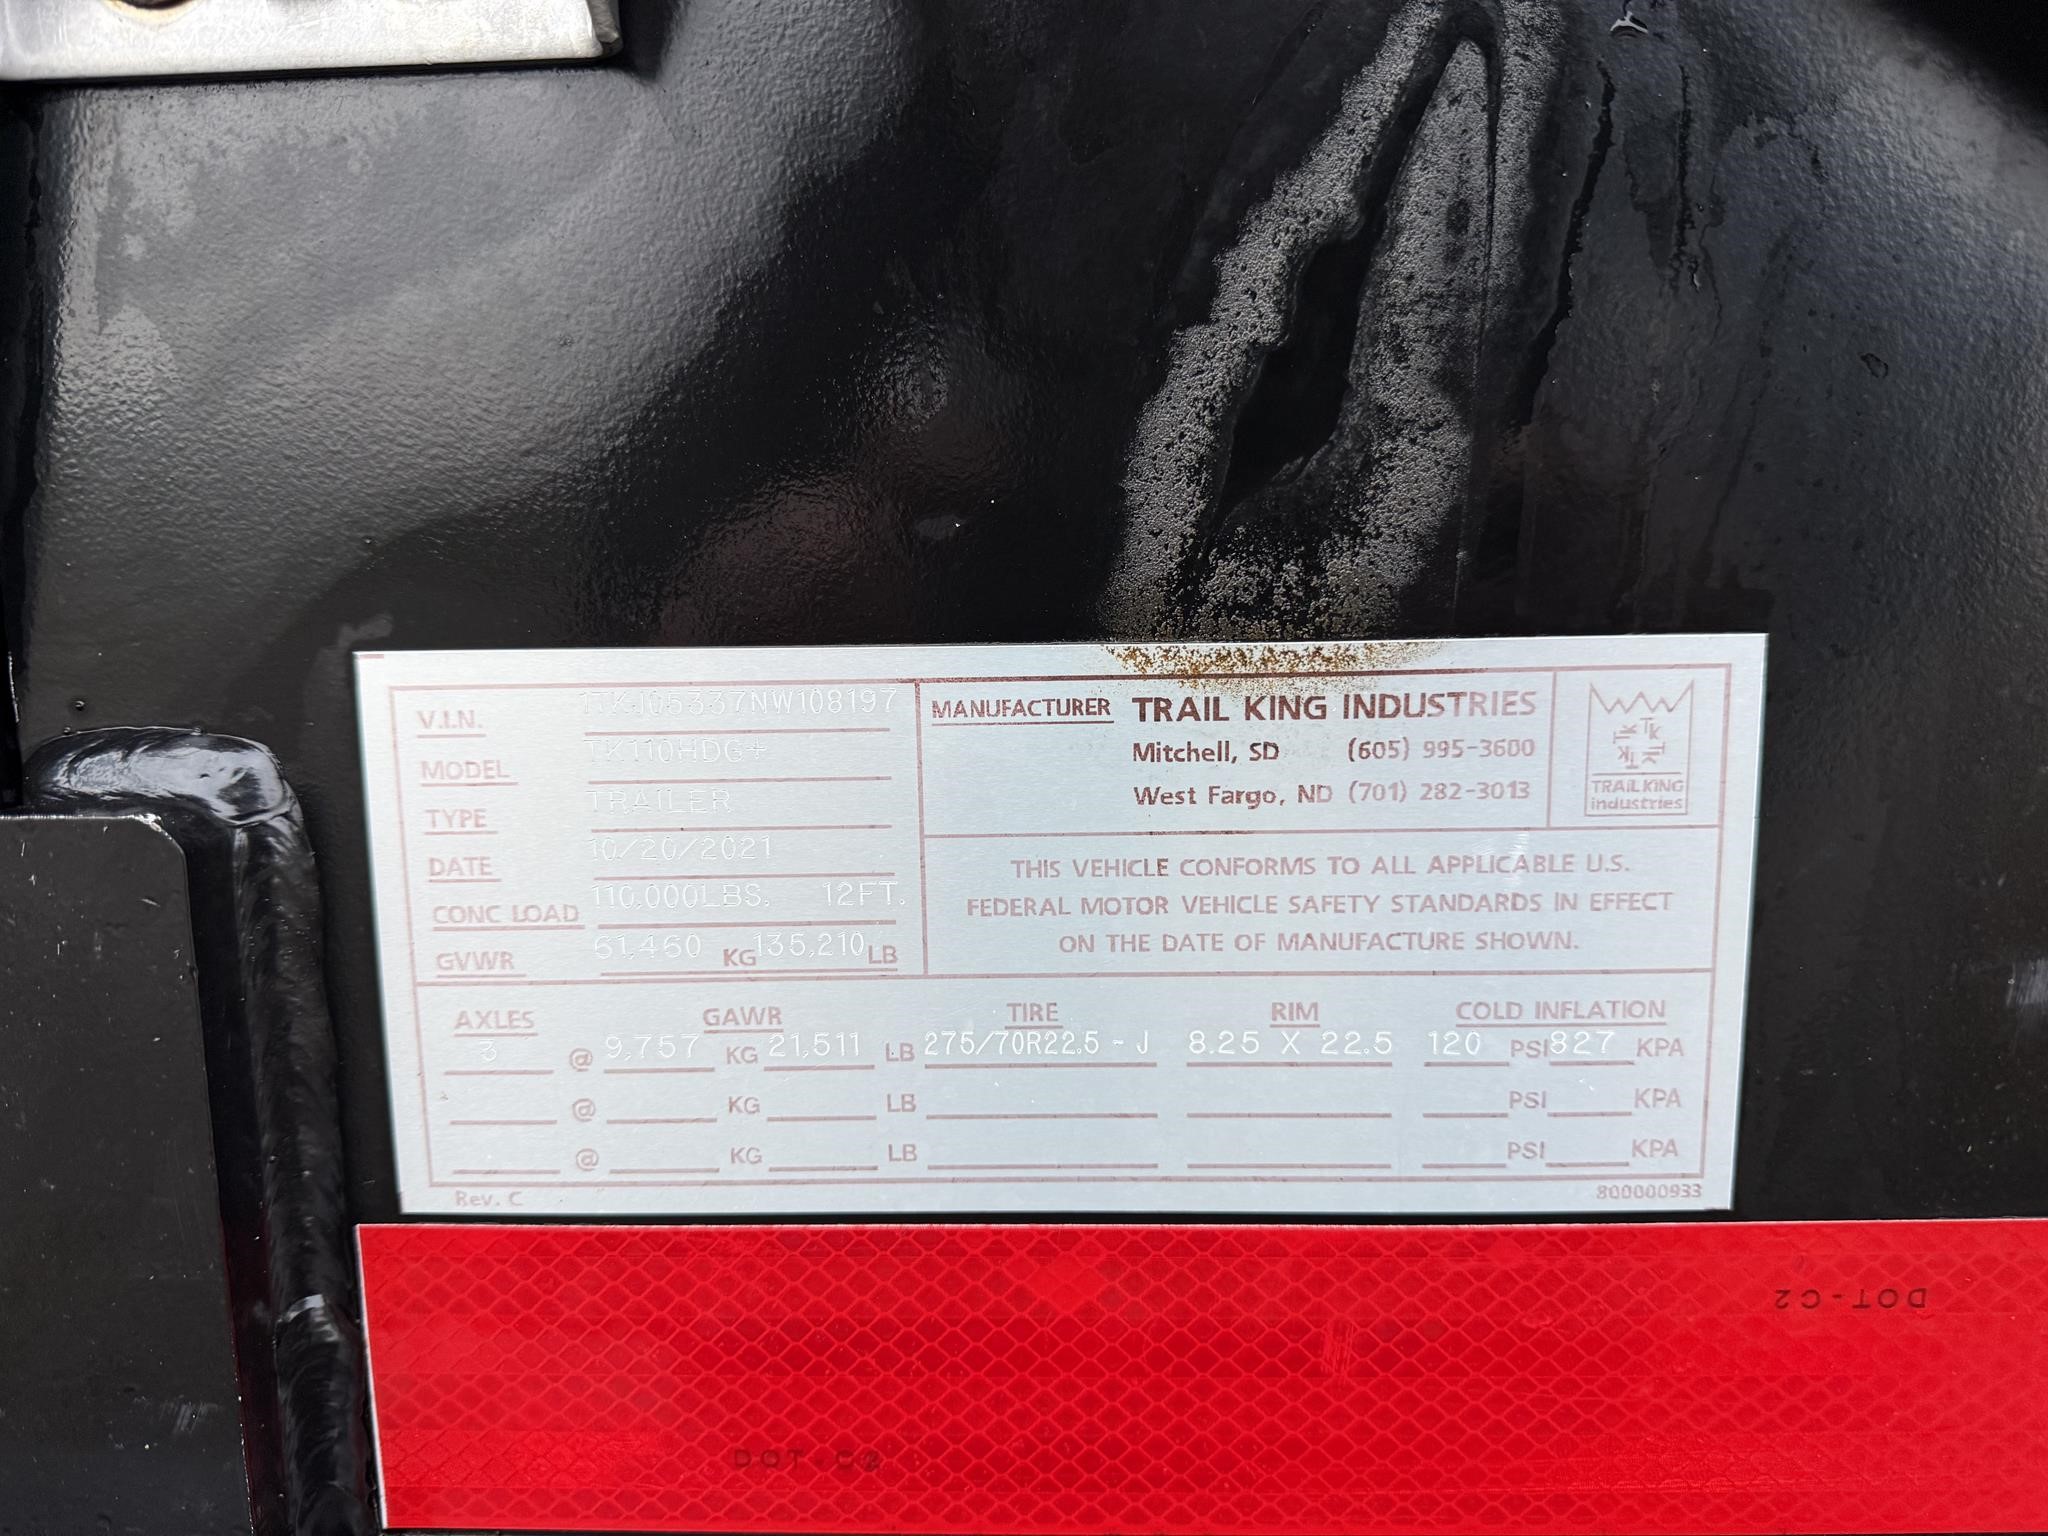 V.I.N. 1TKJ05337NW108197
MODEL TK110HDG+
TYPE TRAILER
DATE 10/20/2021
CONC LOAD 110,000LBS. 12FT.
GVWR 61,460 KG 135,210 LB
MANUFACTURER TRAIL KING INDUSTRIES
Mitchell, SD (605) 995-3600
West Fargo, ND (701) 282-3013
TK TK TK TK
TRAIL KING
industries
THIS VEHICLE CONFORMS TO ALL APPLICABLE U.S.
FEDERAL MOTOR VEHICLE SAFETY STANDARDS IN EFFECT
ON THE DATE OF MANUFACTURE SHOWN.
AXLES GAWR TIRE RIM COLD INFLATION
3 @ 9,757 KG 21,511 LB 275/70R22.5 - J 8.25 X 22.5 120 PSI 827 KPA
@ KG LB PSI KPA
@ KG LB PSI KPA
Rev. C 800000933
DOT-C2
DOT-C2